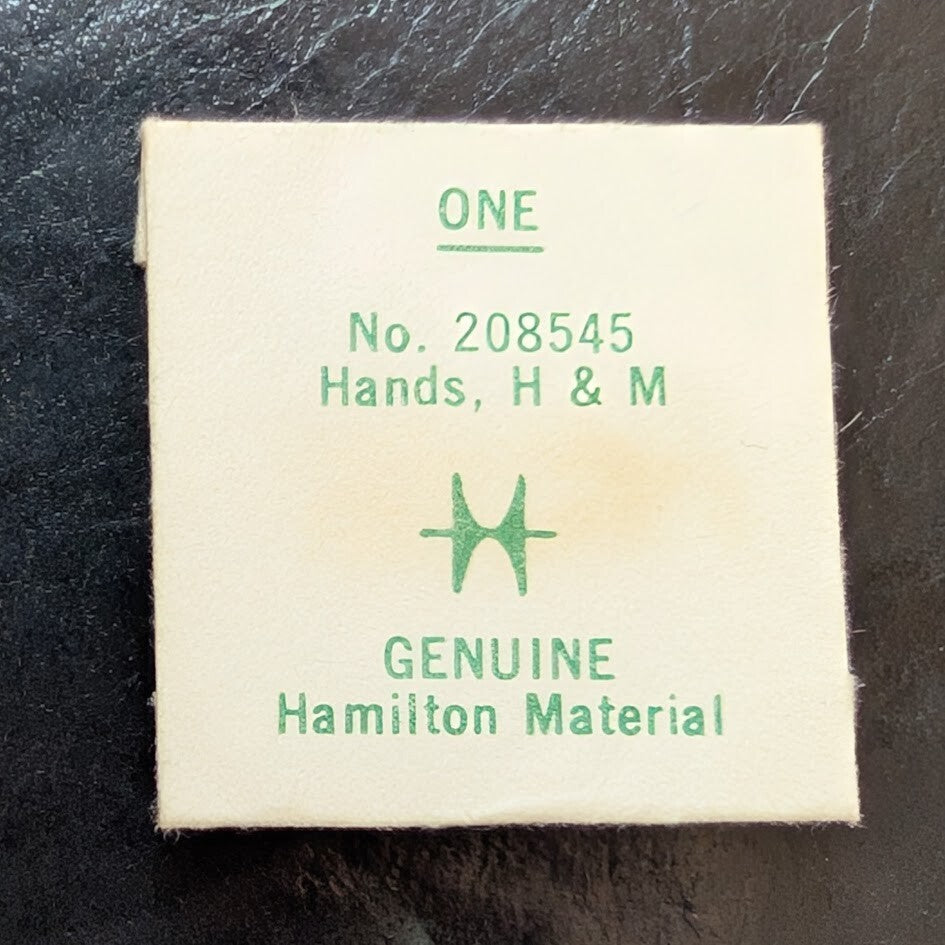 ONE
No. 208545
Hands, H & M
GENUINE
Hamilton Material